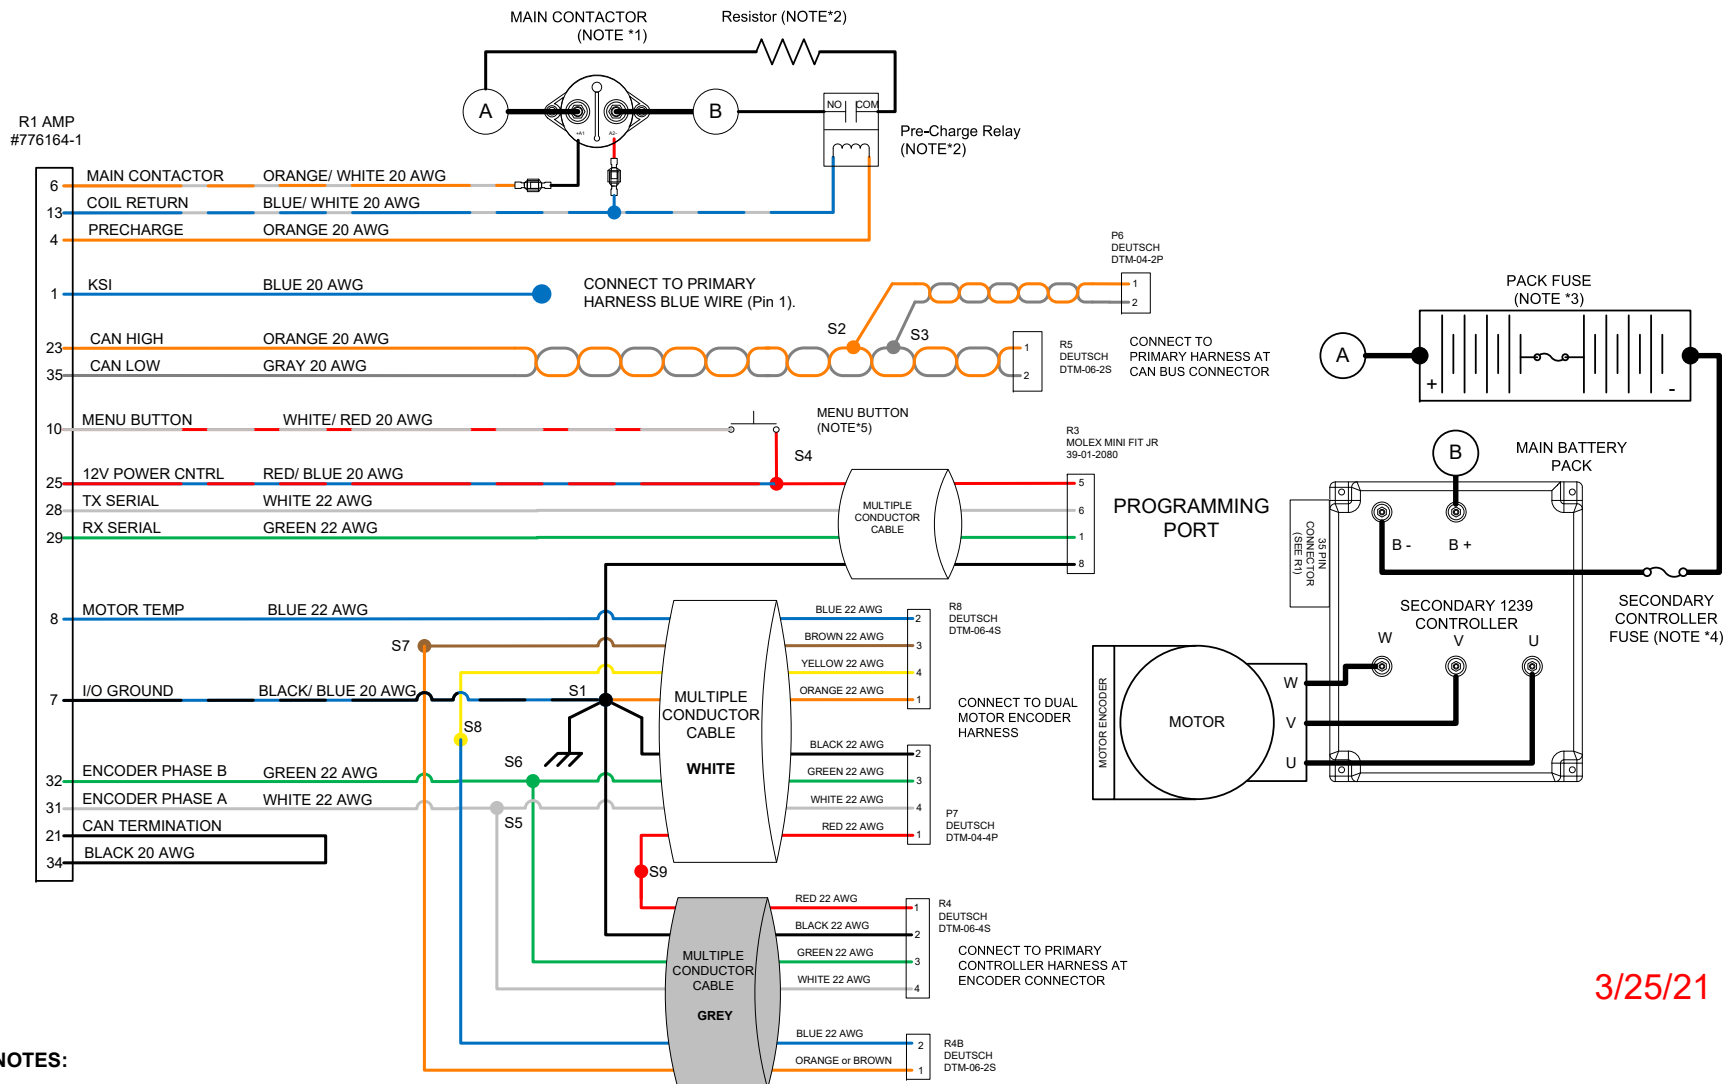 MAIN CONTACTOR
(NOTE *1)
Resistor (NOTE*2)
A
B
+A1
A2-
NO
COM
Pre-Charge Relay
(NOTE*2)
R1 AMP
#776164-1
6 MAIN CONTACTOR ORANGE/ WHITE 20 AWG
13 COIL RETURN BLUE/ WHITE 20 AWG
4 PRECHARGE ORANGE 20 AWG
1 KSI BLUE 20 AWG
CONNECT TO PRIMARY
HARNESS BLUE WIRE (Pin 1).
23 CAN HIGH ORANGE 20 AWG
35 CAN LOW GRAY 20 AWG
S2
S3
P6
DEUTSCH
DTM-04-2P
1
2
R5
DEUTSCH
DTM-06-2S
1
2
CONNECT TO
PRIMARY HARNESS AT
CAN BUS CONNECTOR
10 MENU BUTTON WHITE/ RED 20 AWG
MENU BUTTON
(NOTE*5)
S4
25 12V POWER CNTRL RED/ BLUE 20 AWG
28 TX SERIAL WHITE 22 AWG
29 RX SERIAL GREEN 22 AWG
MULTIPLE
CONDUCTOR
CABLE
R3
MOLEX MINI FIT JR
39-01-2080
5
6
1
8
PROGRAMMING
PORT
8 MOTOR TEMP BLUE 22 AWG
S7
7 I/O GROUND BLACK/ BLUE 20 AWG
S1
S8
S6
32 ENCODER PHASE B GREEN 22 AWG
31 ENCODER PHASE A WHITE 22 AWG
S5
21 CAN TERMINATION
34 BLACK 20 AWG
MULTIPLE
CONDUCTOR
CABLE
WHITE
BLUE 22 AWG 2
BROWN 22 AWG 3
YELLOW 22 AWG 4
ORANGE 22 AWG 1
R8
DEUTSCH
DTM-06-4S
CONNECT TO DUAL
MOTOR ENCODER
HARNESS
BLACK 22 AWG 2
GREEN 22 AWG 3
WHITE 22 AWG 4
RED 22 AWG 1
P7
DEUTSCH
DTM-04-4P
S9
MULTIPLE
CONDUCTOR
CABLE
GREY
RED 22 AWG 1
BLACK 22 AWG 2
GREEN 22 AWG 3
WHITE 22 AWG 4
R4
DEUTSCH
DTM-06-4S
CONNECT TO PRIMARY
CONTROLLER HARNESS AT
ENCODER CONNECTOR
BLUE 22 AWG 2
ORANGE or BROWN 1
R4B
DEUTSCH
DTM-06-2S
PACK FUSE
(NOTE *3)
A
+
-
B
MAIN BATTERY
PACK
35 PIN
CONNECTOR
(SEE R1)
B -
B +
SECONDARY 1239
CONTROLLER
W
V
U
SECONDARY
CONTROLLER
FUSE (NOTE *4)
MOTOR ENCODER
MOTOR
W
V
U
3/25/21
NOTES: